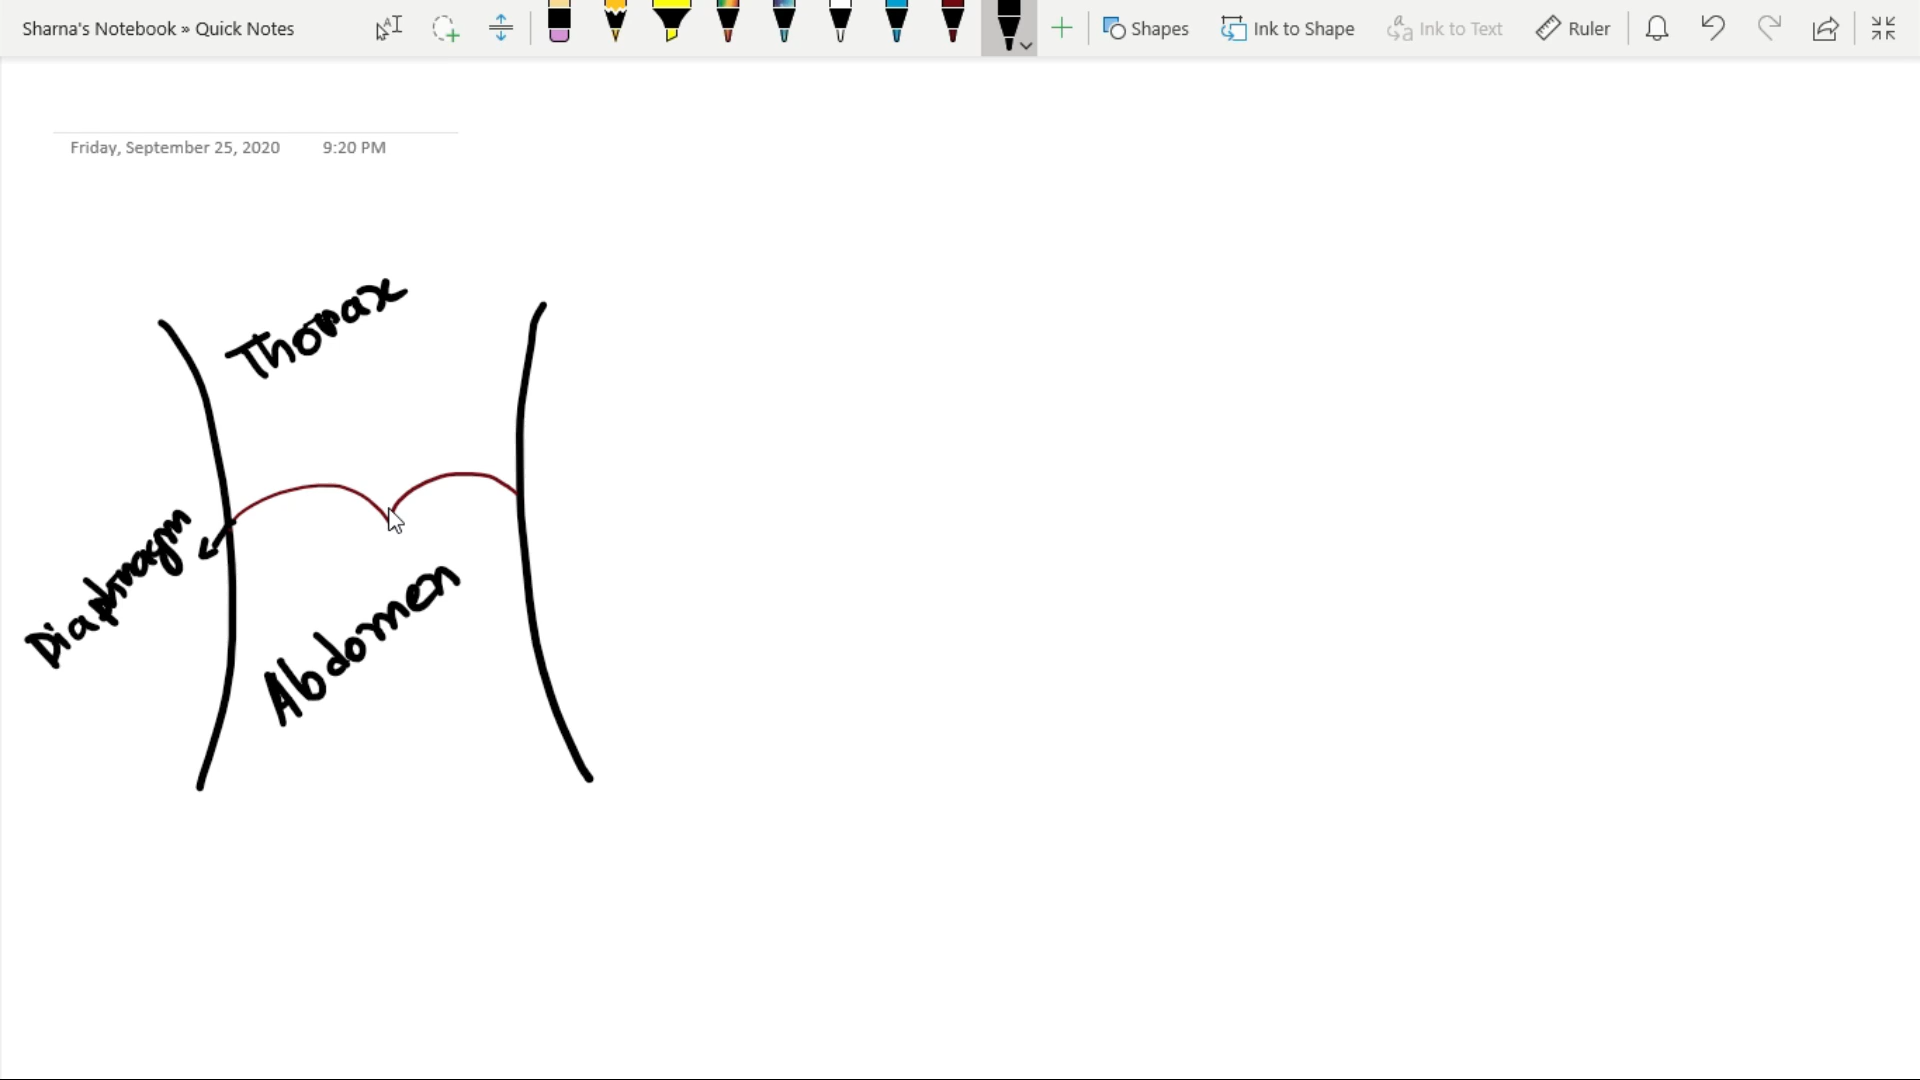 Sharna's Notebook » Quick Notes
Shapes
Ink to Shape
Ink to Text
Ruler
Friday, September 25, 2020 9:20 PM
Thorax
Diaphragm
Abdomen